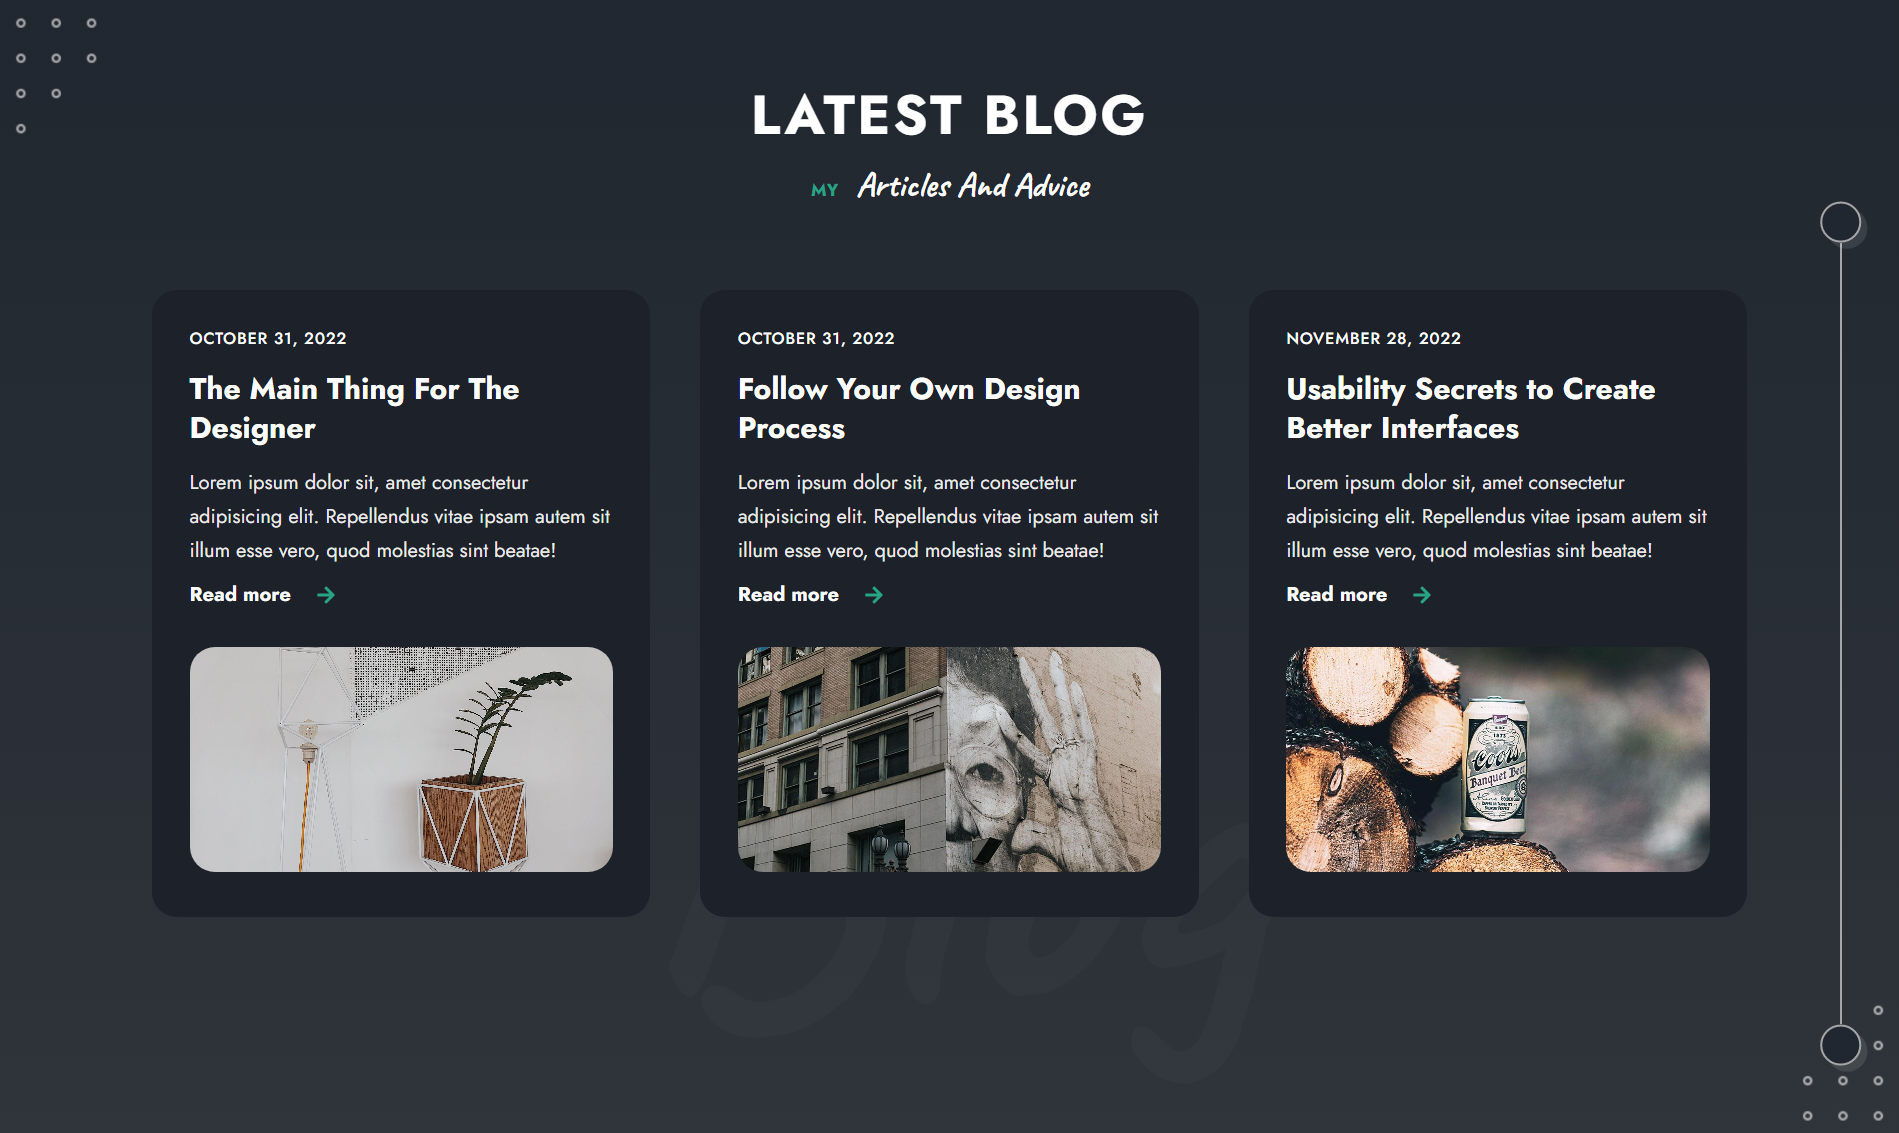 LATEST BLOG
MY Articles And Advice
OCTOBER 31, 2022
The Main Thing For The
Designer
Lorem ipsum dolor sit, amet consectetur
adipisicing elit. Repellendus vitae ipsam autem sit
illum esse vero, quod molestias sint beatae!
Read more
OCTOBER 31, 2022
Follow Your Own Design
Process
Lorem ipsum dolor sit, amet consectetur
adipisicing elit. Repellendus vitae ipsam autem sit
illum esse vero, quod molestias sint beatae!
Read more
NOVEMBER 28, 2022
Usability Secrets to Create
Better Interfaces
Lorem ipsum dolor sit, amet consectetur
adipisicing elit. Repellendus vitae ipsam autem sit
illum esse vero, quod molestias sint beatae!
Read more
1873
Coors
Banquet Beer
Blog